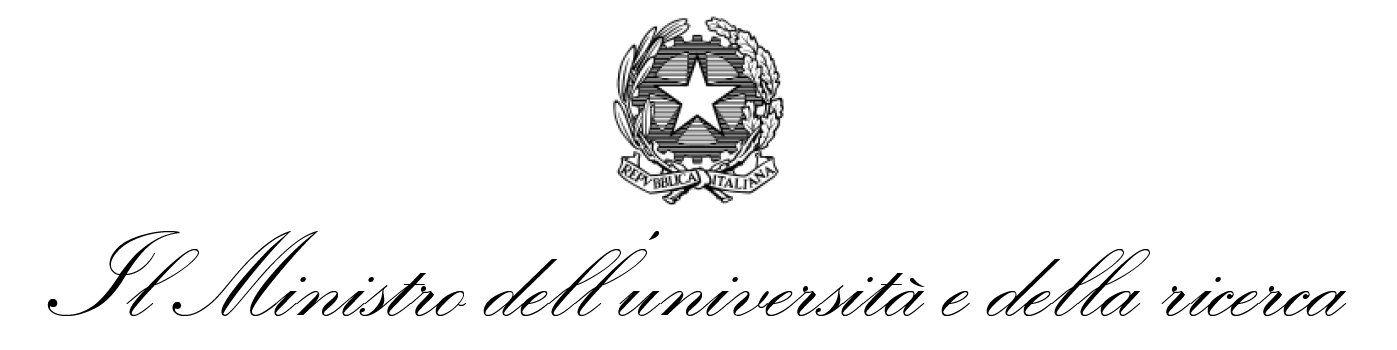 REPVBBLICA ITALIANA
Il Ministro dell'università e della ricerca